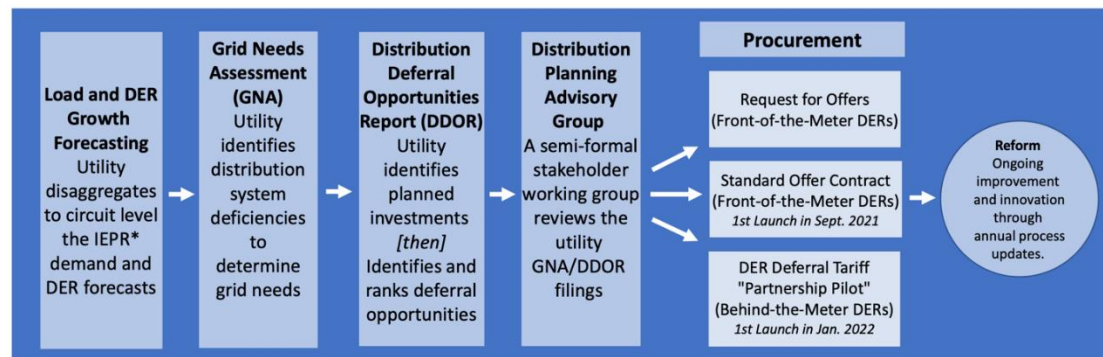 Load and DER
Growth
Forecasting
Utility
disaggregates
to circuit level
the IEPR*
demand and
DER forecasts
Grid Needs
Assessment
(GNA)
Utility
identifies
distribution
system
deficiencies
to
determine
grid needs
Distribution
Deferral
Opportunities
Report (DDOR)
Utility
identifies
planned
investments
[then]
Identifies and
ranks deferral
opportunities
Distribution
Planning
Advisory
Group
A semi-formal
stakeholder
working group
reviews the
utility
GNA/DDOR
filings
Procurement
Request for Offers
(Front-of-the-Meter DERs)
Standard Offer Contract
(Front-of-the-Meter DERs)
1st Launch in Sept. 2021
DER Deferral Tariff
"Partnership Pilot"
(Behind-the-Meter DERs)
1st Launch in Jan. 2022
Reform
Ongoing
improvement
and innovation
through
annual process
updates.